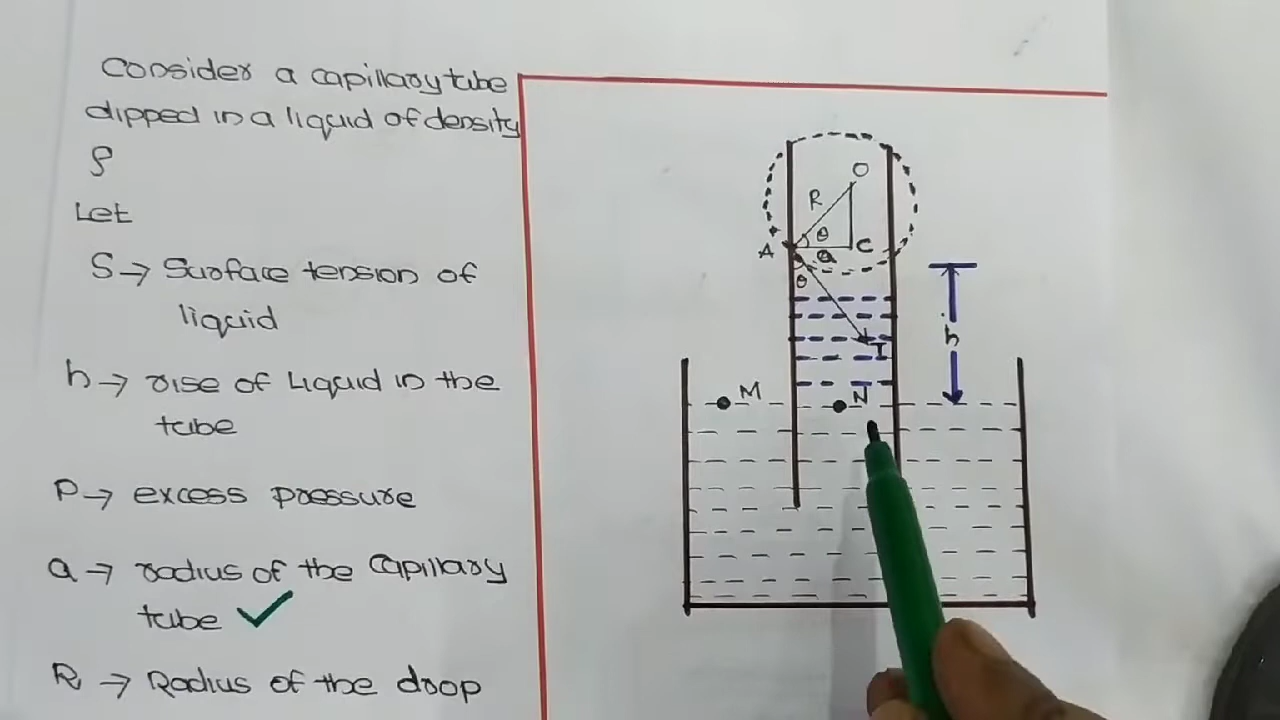 Consider a capillary tube
dipped in a liquid of density
ρ
Let
S → Surface tension of
liquid
h → rise of Liquid in the
tube
P → excess pressure
a → radius of the Capillary
tube ✓
R → Radius of the drop
O
R
θ
A
a
C
θ
T
h
M
N